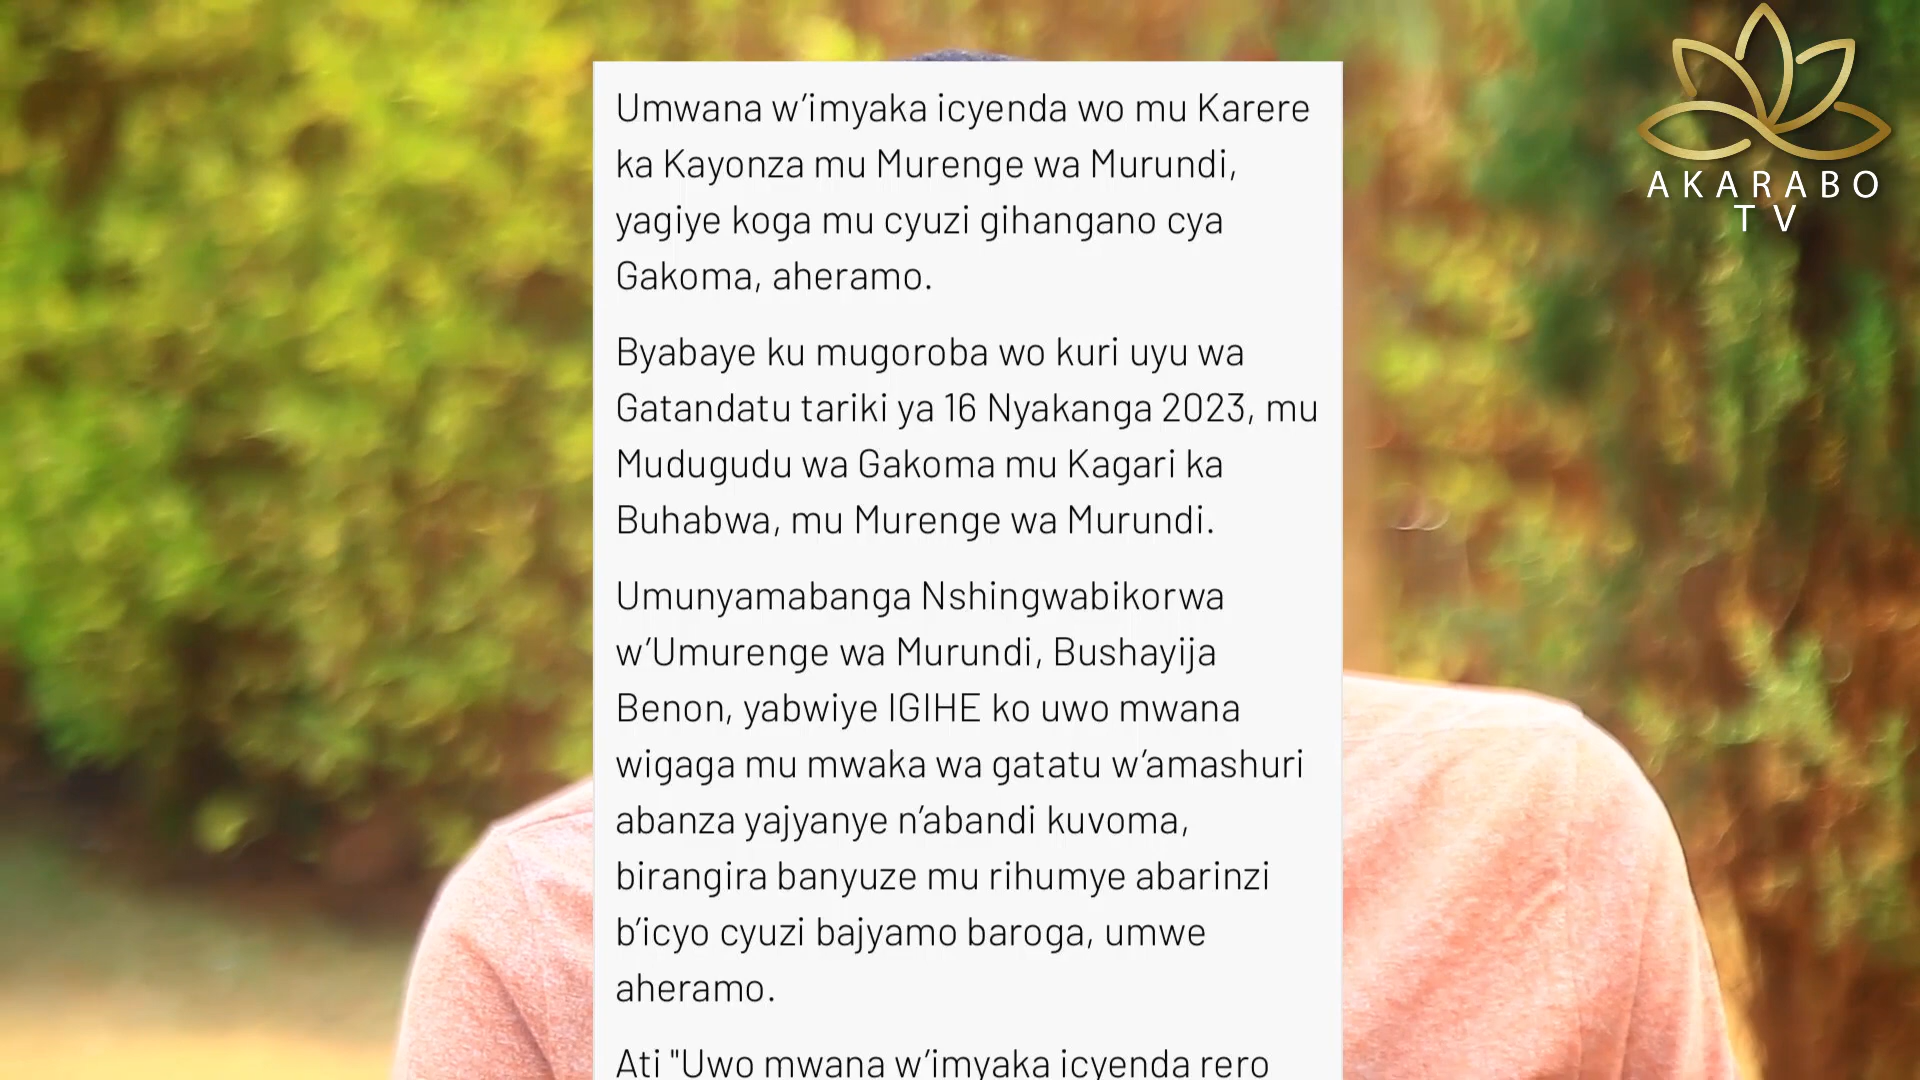 Umwana w’imyaka icyenda wo mu Karere
ka Kayonza mu Murenge wa Murundi,
yagiye koga mu cyuzi gihangano cya
Gakoma, aheramo.
Byabaye ku mugoroba wo kuri uyu wa
Gatandatu tariki ya 16 Nyakanga 2023, mu
Mudugudu wa Gakoma mu Kagari ka
Buhabwa, mu Murenge wa Murundi.
Umunyamabanga Nshingwabikorwa
w’Umurenge wa Murundi, Bushayija
Benon, yabwiye IGIHE ko uwo mwana
wigaga mu mwaka wa gatatu w’amashuri
abanza yajyanye n’abandi kuvoma,
birangira banyuze mu rihumye abarinzi
b’icyo cyuzi bajyamo baroga, umwe
aheramo.
Ati "Uwo mwana w’imyaka icyenda rero
AKARABO
TV